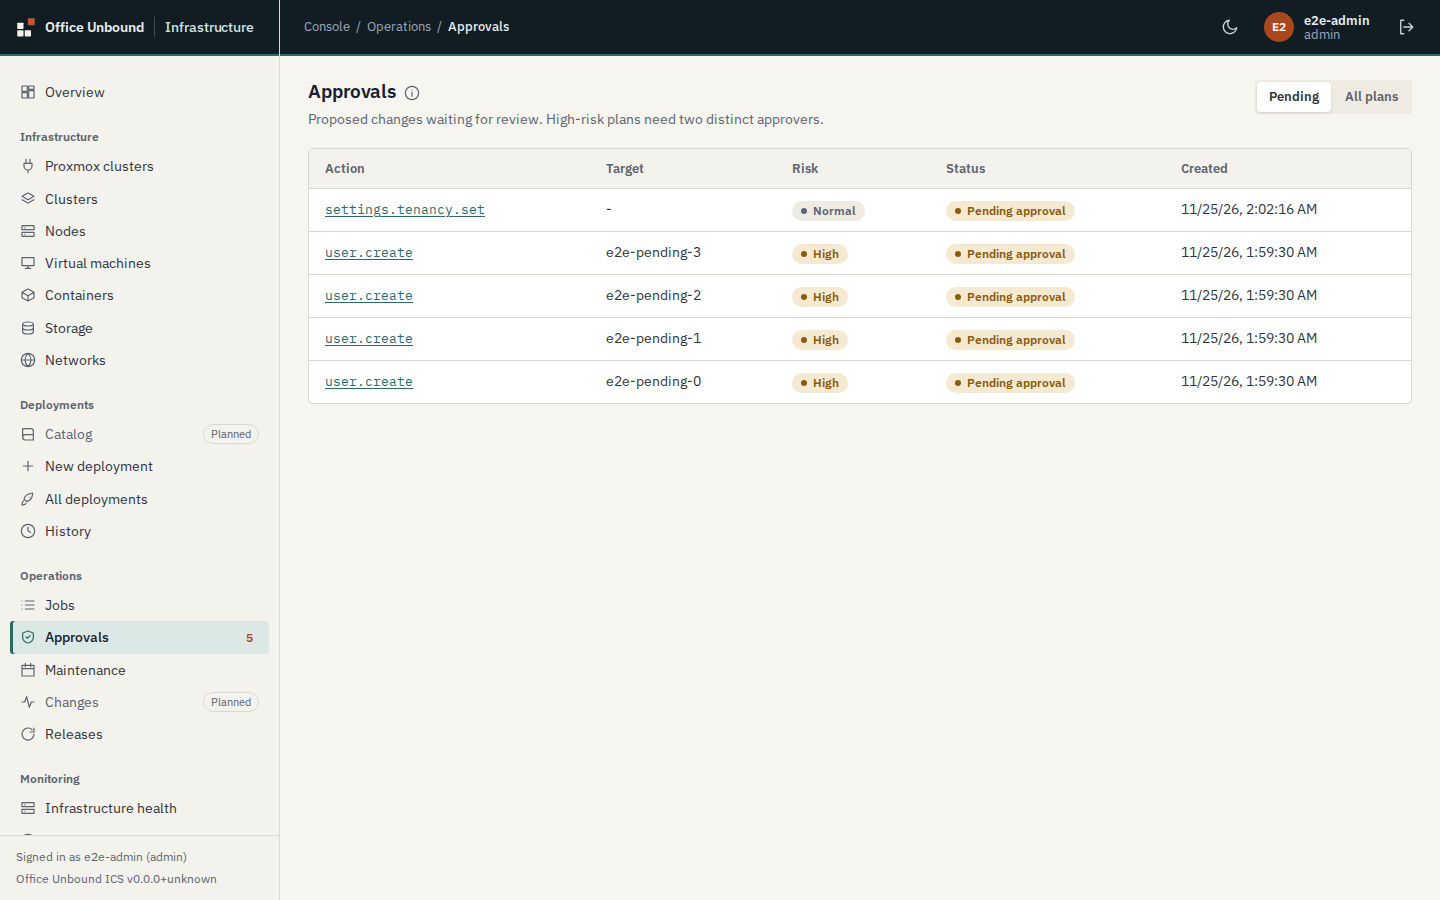 Office Unbound Infrastructure
Console / Operations / Approvals
E2
e2e-admin
admin
Overview
Infrastructure
Proxmox clusters
Clusters
Nodes
Virtual machines
Containers
Storage
Networks
Deployments
Catalog Planned
New deployment
All deployments
History
Operations
Jobs
Approvals 5
Maintenance
Changes Planned
Releases
Monitoring
Infrastructure health
Signed in as e2e-admin (admin)
Office Unbound ICS v0.0.0+unknown
Approvals
Proposed changes waiting for review. High-risk plans need two distinct approvers.
Pending All plans
Action Target Risk Status Created
settings.tenancy.set - Normal Pending approval 11/25/26, 2:02:16 AM
user.create e2e-pending-3 High Pending approval 11/25/26, 1:59:30 AM
user.create e2e-pending-2 High Pending approval 11/25/26, 1:59:30 AM
user.create e2e-pending-1 High Pending approval 11/25/26, 1:59:30 AM
user.create e2e-pending-0 High Pending approval 11/25/26, 1:59:30 AM